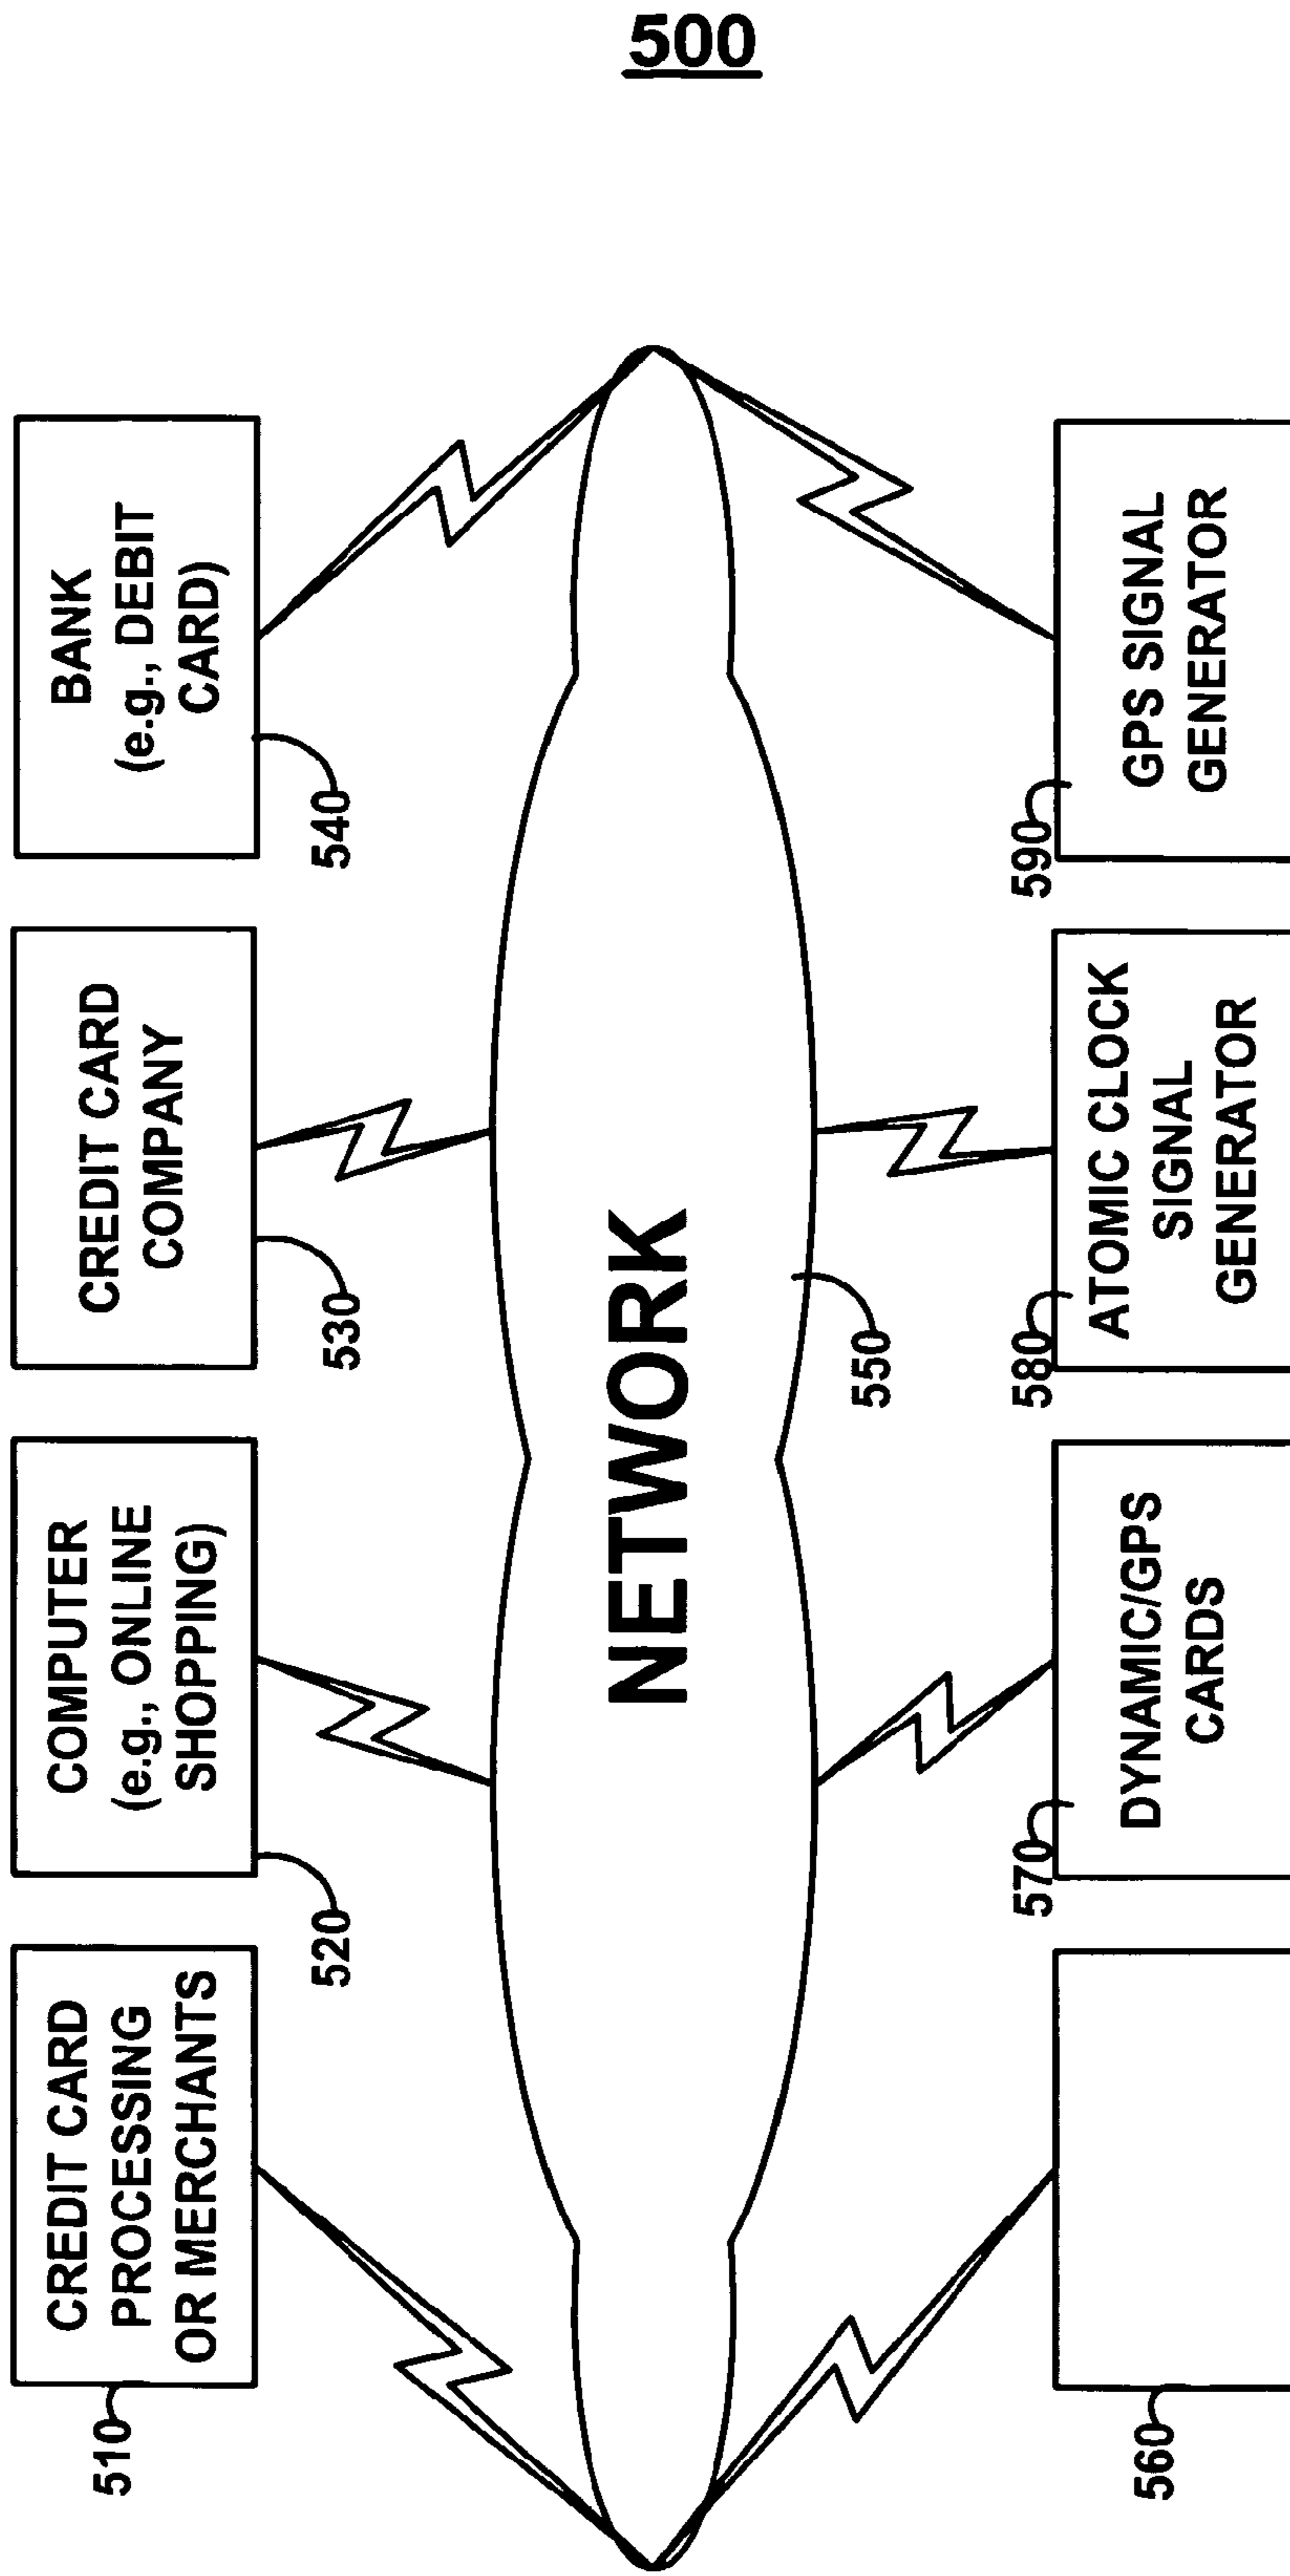 500
CREDIT CARD
PROCESSING
OR MERCHANTS
510
COMPUTER
(e.g., ONLINE
SHOPPING)
520
CREDIT CARD
COMPANY
530
BANK
(e.g., DEBIT
CARD)
540
NETWORK
550
560
DYNAMIC/GPS
CARDS
570
ATOMIC CLOCK
SIGNAL
GENERATOR
580
GPS SIGNAL
GENERATOR
590